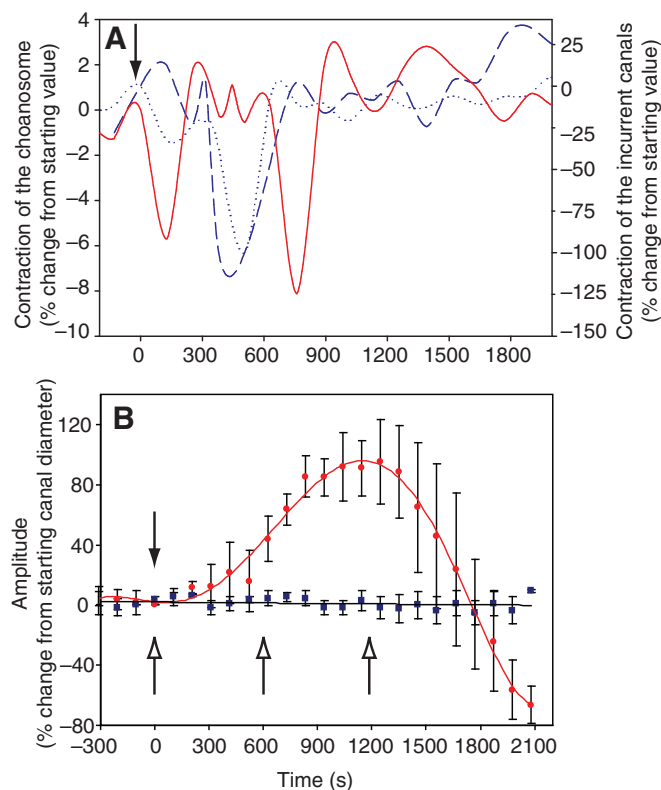 A
Contraction of the choanosome
(% change from starting value)
4
2
0
–2
–4
–6
–8
–10
25
0
–25
–50
–75
–100
–125
–150
Contraction of the incurrent canals
(% change from starting value)
0 300 600 900 1200 1500 1800
B
Amplitude
(% change from starting canal diameter)
120
80
40
0
–40
–80
–300 0 300 600 900 1200 1500 1800 2100
Time (s)